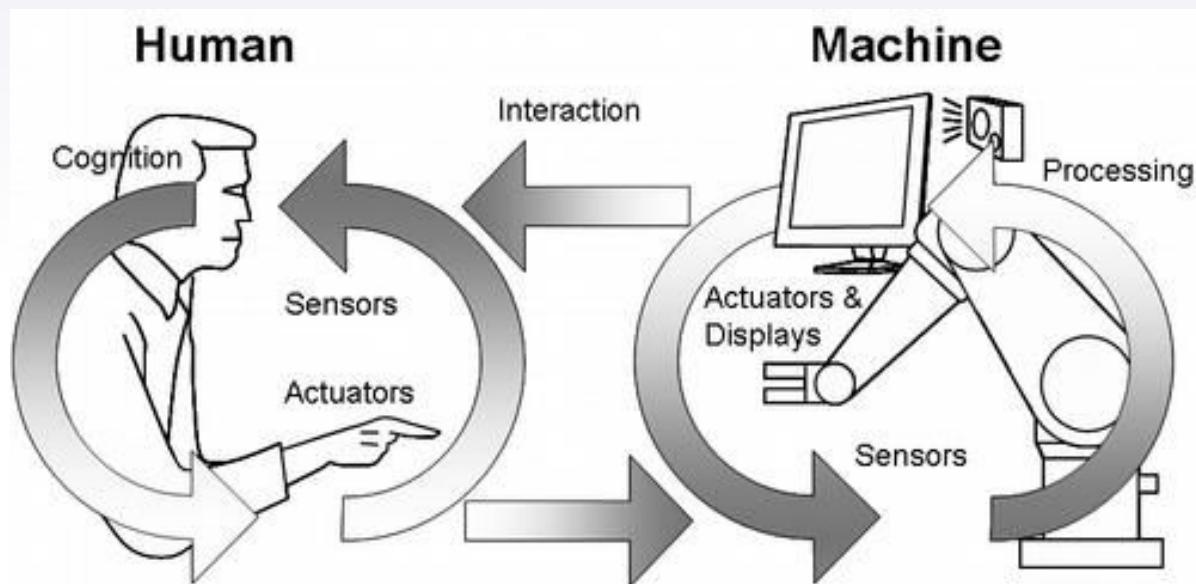 Human
Machine
Interaction
Cognition
Processing
Sensors
Actuators &
Displays
Actuators
Sensors